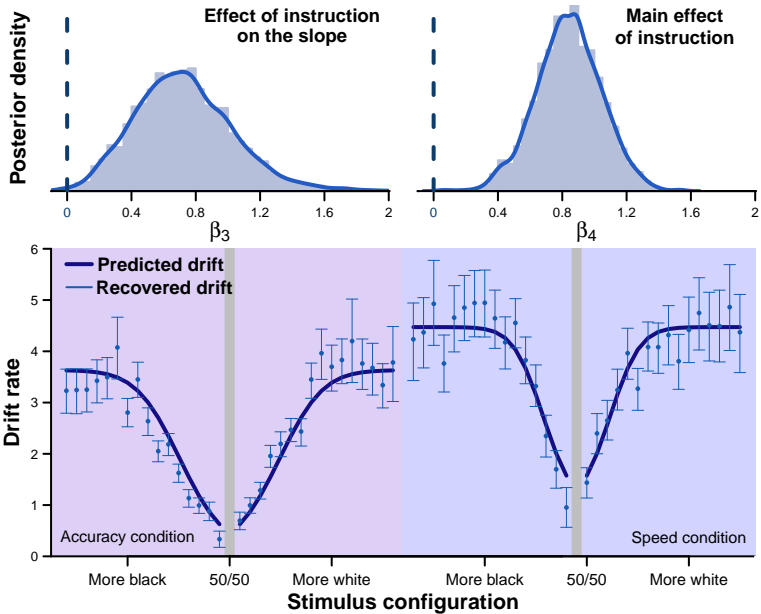 Effect of instruction
on the slope
Main effect
of instruction
Posterior density
0 0.4 0.8 1.2 1.6 2
0 0.4 0.8 1.2 1.6 2
β3
β4
6
5
4
3
2
1
0
Drift rate
Predicted drift
Recovered drift
Accuracy condition
Speed condition
More black 50/50 More white More black 50/50 More white
Stimulus configuration